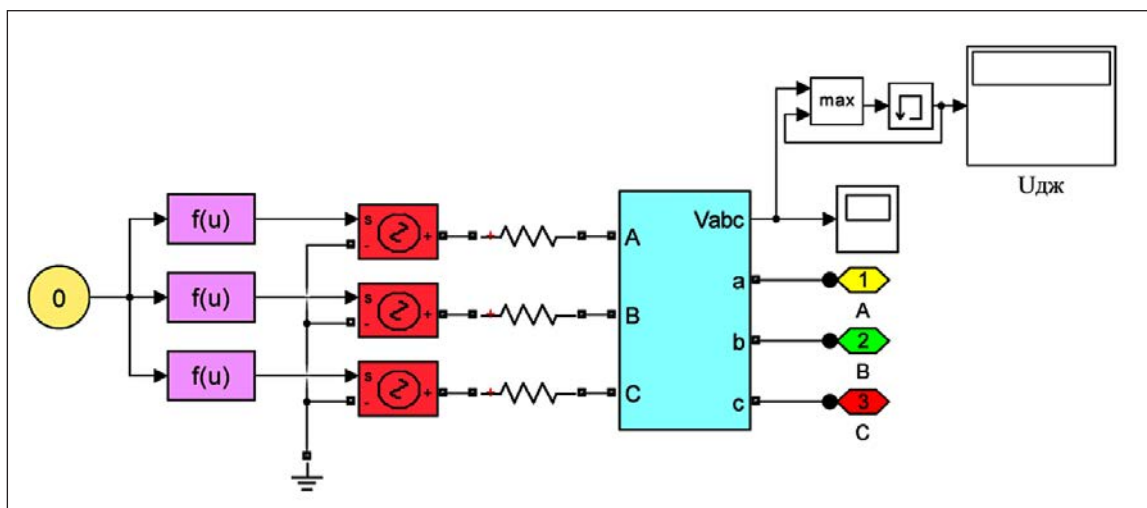 max
Uдж
f(u)
s
-
+
+
A
Vabc
0
f(u)
s
-
+
+
B
a
1
A
b
2
B
f(u)
s
-
+
+
C
c
3
C